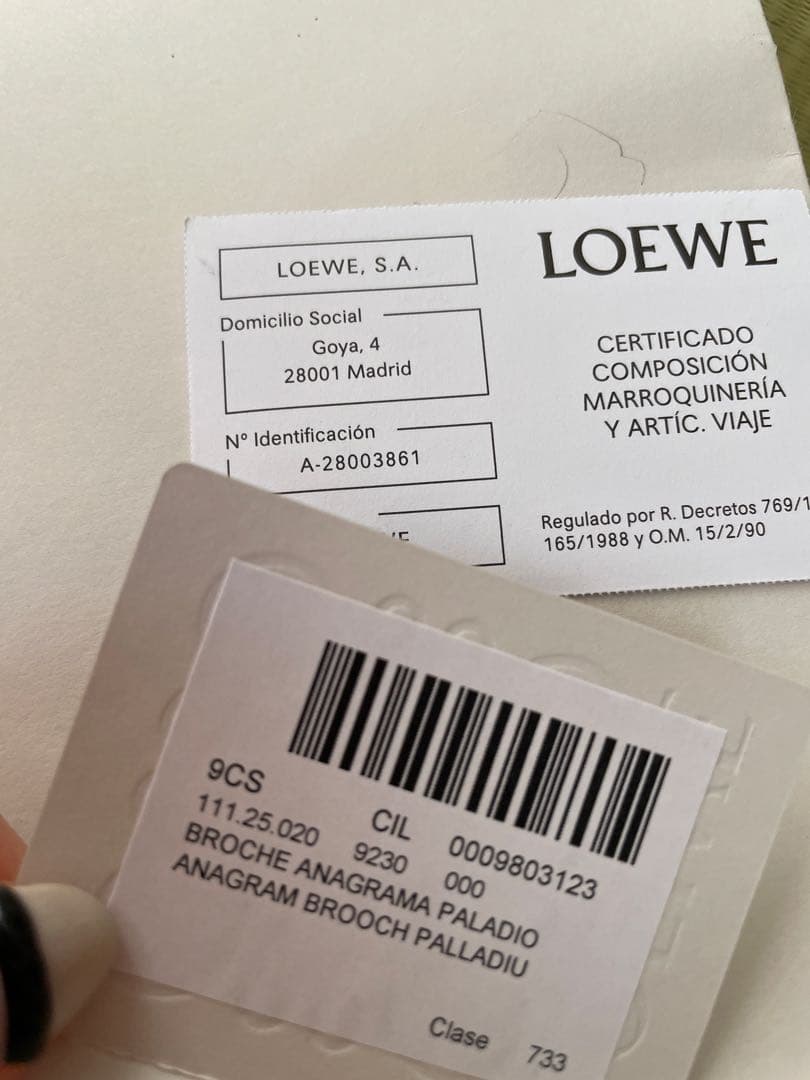 LOEWE, S.A.
Domicilio Social
Goya, 4
28001 Madrid
Nº Identificación
A-28003861
LOEWE
CERTIFICADO
COMPOSICIÓN
MARROQUINERÍA
Y ARTÍC. VIAJE
Regulado por R. Decretos 769/1
165/1988 y O.M. 15/2/90
9CS CIL 0009803123
111.25.020 9230 000
BROCHE ANAGRAMA PALADIO
ANAGRAM BROOCH PALLADIU
Clase 733